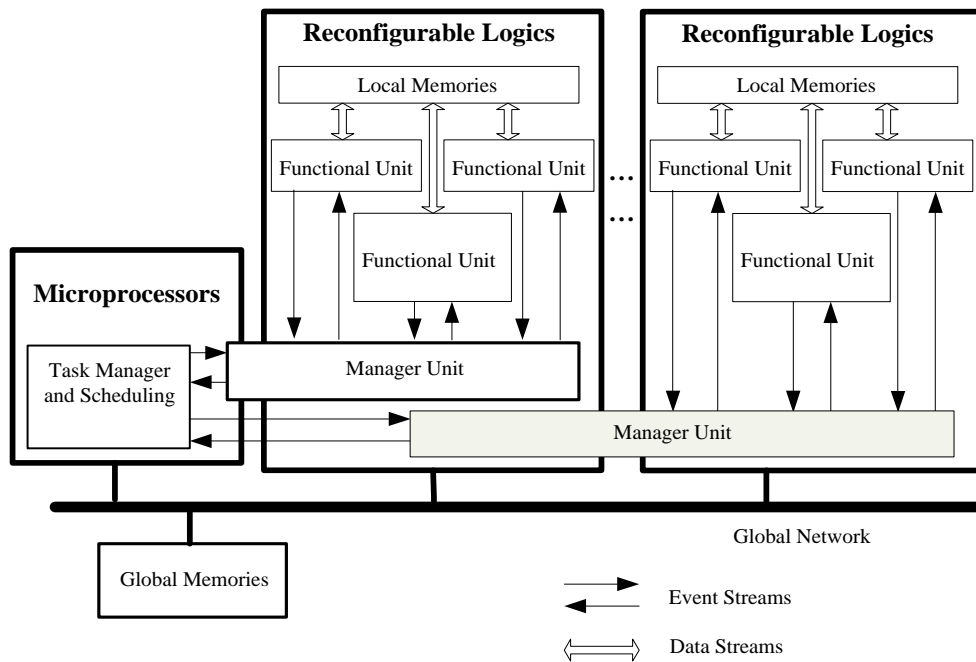 Reconfigurable Logics
Local Memories
Functional Unit
Functional Unit
Functional Unit
Reconfigurable Logics
Local Memories
Functional Unit
Functional Unit
Functional Unit
...
...
Microprocessors
Task Manager
and Scheduling
Manager Unit
Manager Unit
Global Network
Global Memories
Event Streams
Data Streams